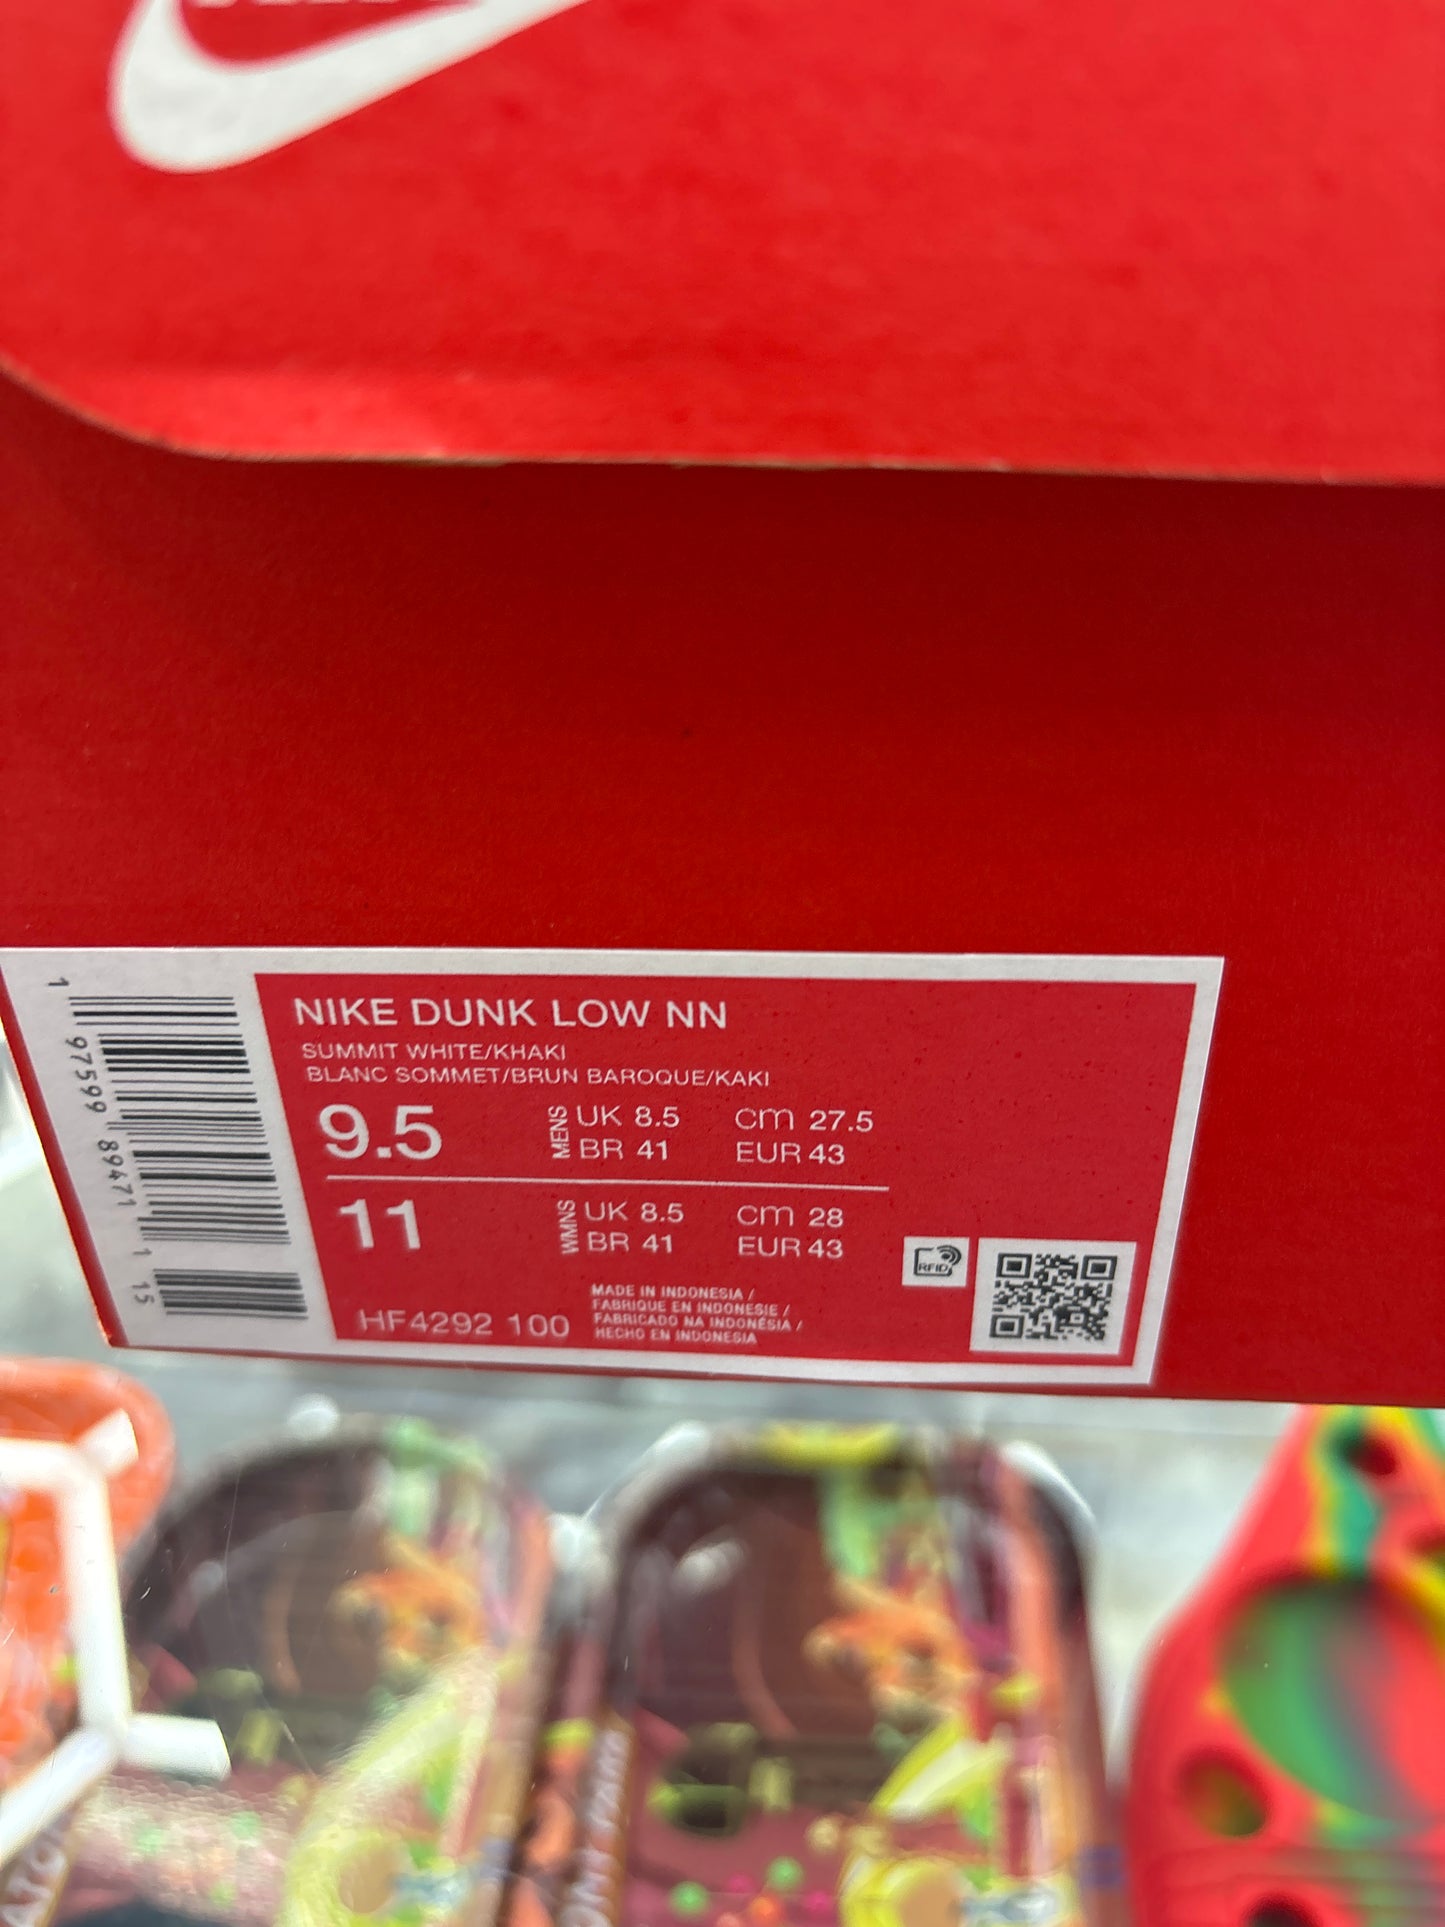 NIKE DUNK LOW NN
SUMMIT WHITE/KHAKI
BLANC SOMMET/BRUN BAROQUE/KAKI
9.5 MENS UK 8.5 cm 27.5
BR 41 EUR 43
11 WMNS UK 8.5 cm 28
BR 41 EUR 43
HF4292 100
MADE IN INDONESIA /
FABRIQUE EN INDONESIE /
FABRICADO NA INDONÉSIA /
HECHO EN INDONESIA
RFID
1 97599 89471 1 15